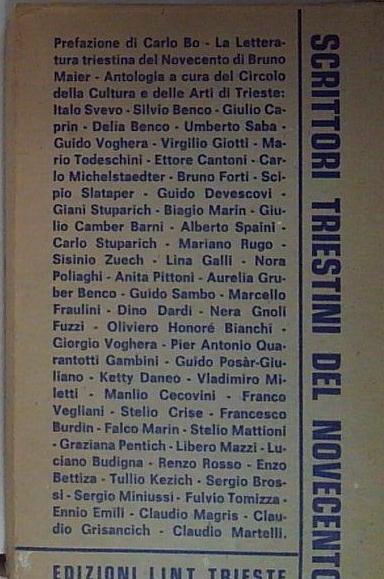 Prefazione di Carlo Bo - La Lettera-
tura triestina del Novecento di Bruno
Maier - Antologia a cura del Circolo
della Cultura e delle Arti di Trieste:
Italo Svevo - Silvio Benco - Giulio Ca-
prin - Delia Benco - Umberto Saba -
Guido Voghera - Virgilio Giotti - Ma-
rio Todeschini - Ettore Cantoni - Car-
lo Michelstaedter - Bruno Forti - Sci-
pio Slataper - Guido Devescovi -
Giani Stuparich - Biagio Marin - Giu-
lio Camber Barni - Alberto Spaini -
Carlo Stuparich - Mariano Rugo -
Sisinio Zuech - Lina Galli - Nora
Poliaghi - Anita Pittoni - Aurelia Gru-
ber Benco - Guido Sambo - Marcello
Fraulini - Dino Dardi - Nera Gnoli
Fuzzi - Oliviero Honoré Bianchi -
Giorgio Voghera - Pier Antonio Qua-
rantotti Gambini - Guido Posàr-Giu-
liano - Ketty Daneo - Vladimiro Mi-
letti - Manlio Cecovini - Franco
Vegliani - Stelio Crise - Francesco
Burdin - Falco Marin - Stelio Mattioni
- Graziana Pentich - Libero Mazzi - Lu-
ciano Budigna - Renzo Rosso - Enzo
Bettiza - Tullio Kezich - Sergio Bros-
si - Sergio Miniussi - Fulvio Tomizza -
Ennio Emili - Claudio Magris - Clau-
dio Grisancich - Claudio Martelli.
EDIZIONI LINT TRIESTE
SCRITTORI TRIESTINI DEL NOVECENTO